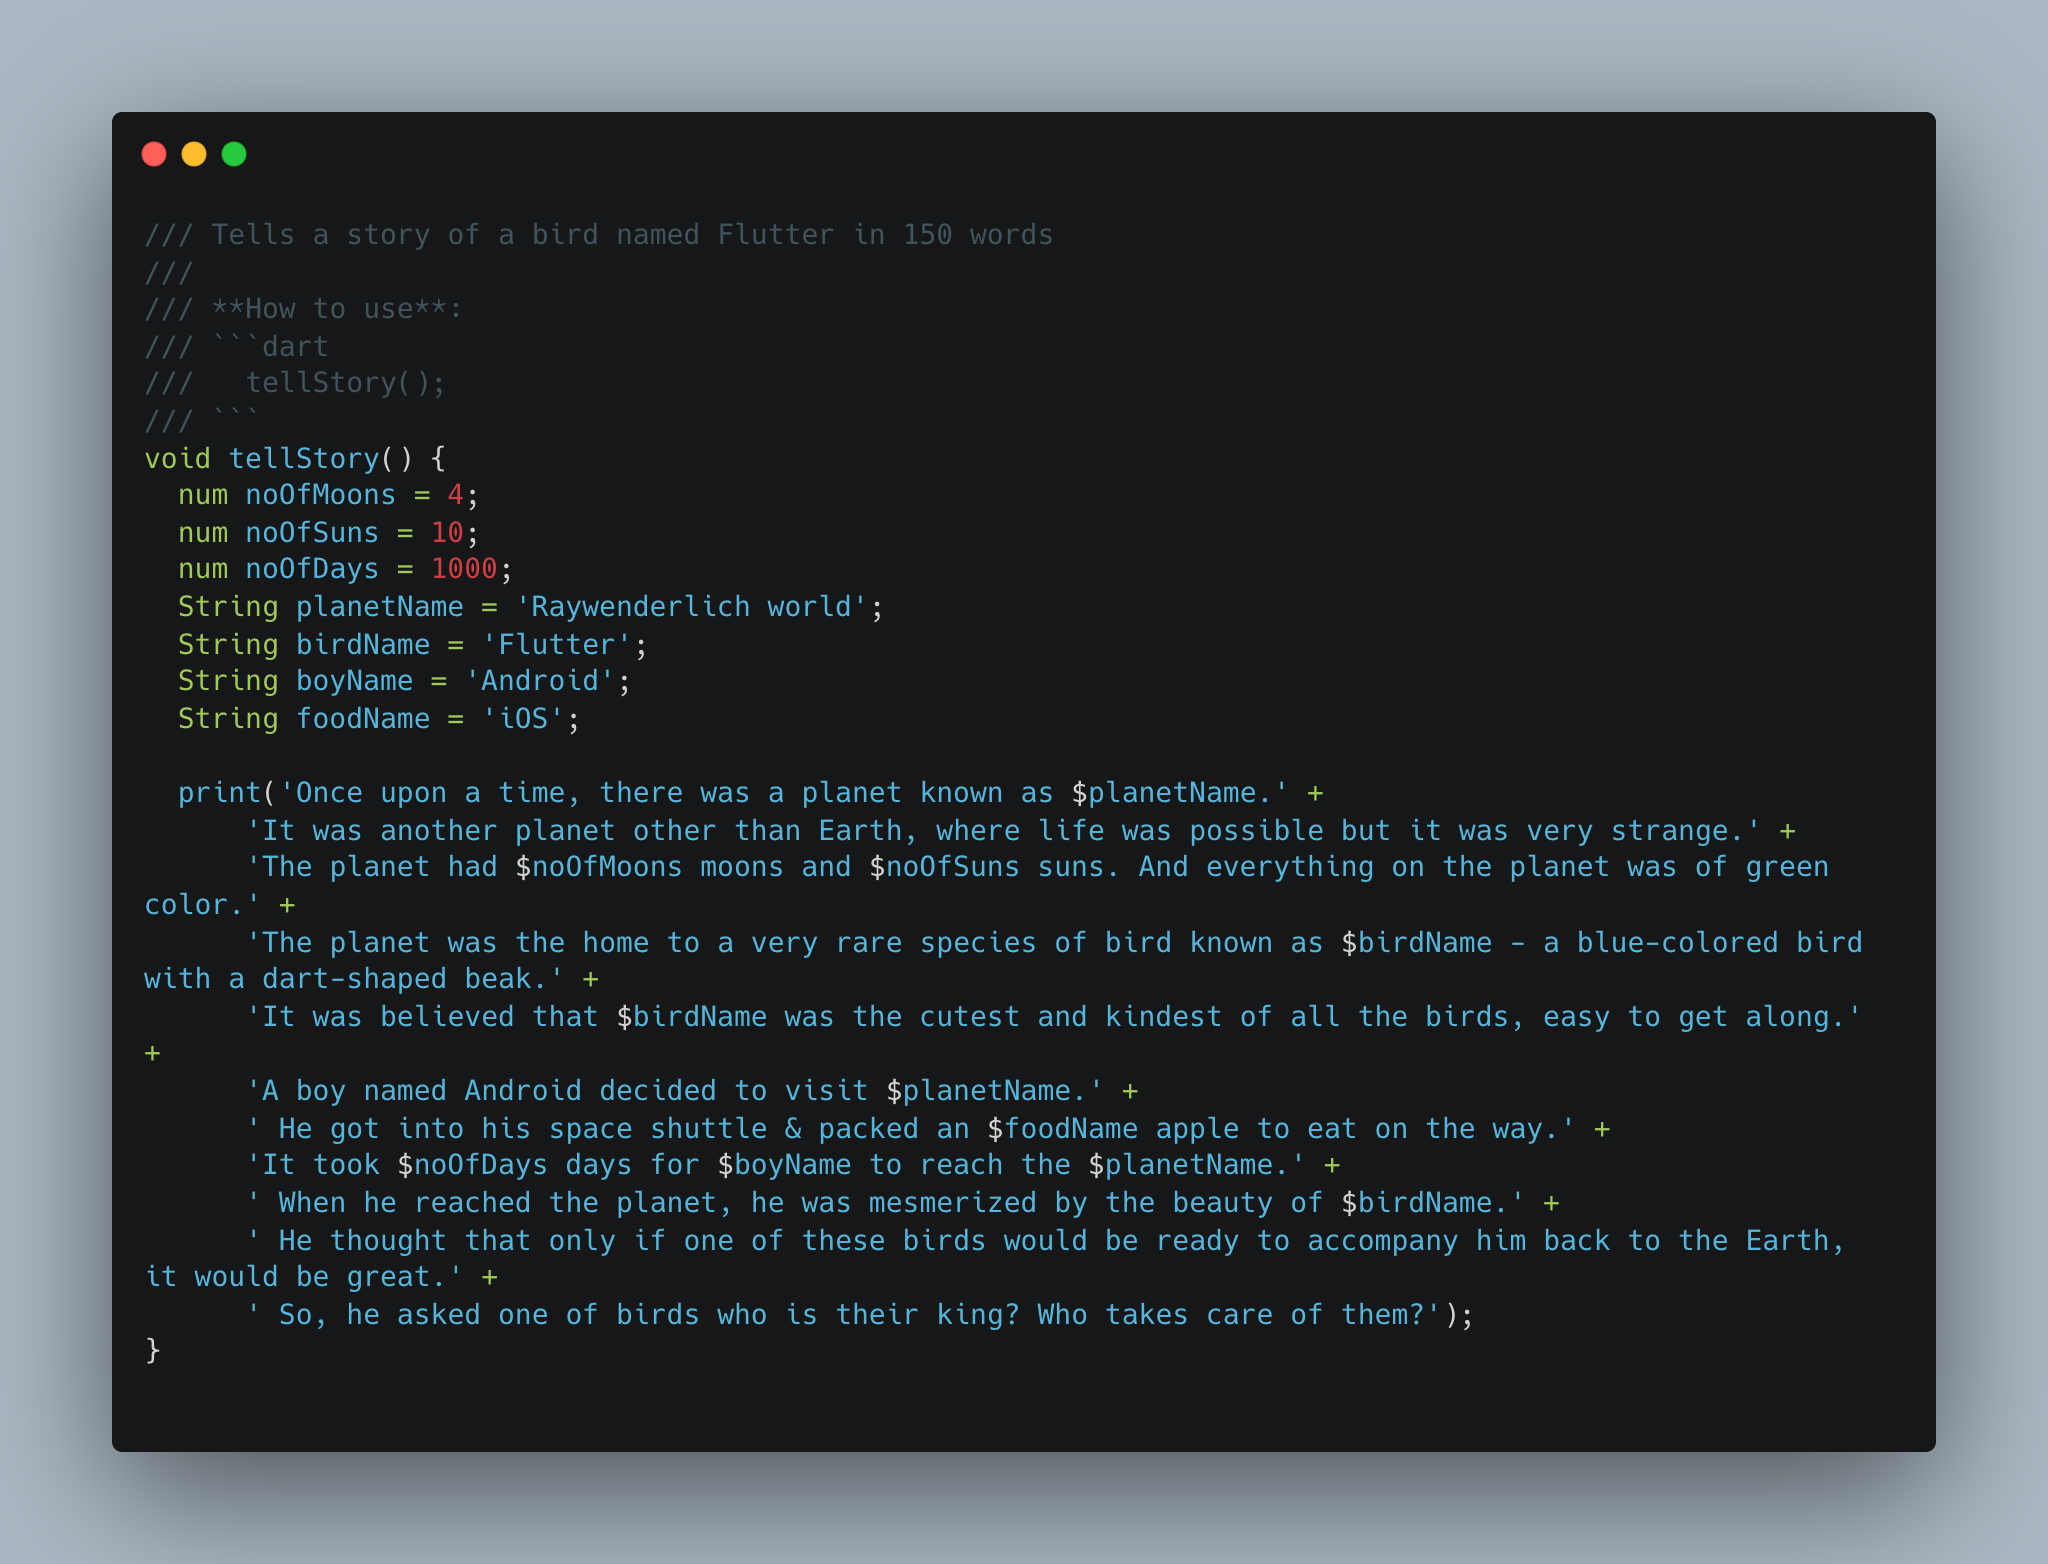 /// Tells a story of a bird named Flutter in 150 words
///
/// **How to use**:
/// ```dart
///   tellStory();
/// ```
void tellStory() {
  num noOfMoons = 4;
  num noOfSuns = 10;
  num noOfDays = 1000;
  String planetName = 'Raywenderlich world';
  String birdName = 'Flutter';
  String boyName = 'Android';
  String foodName = 'iOS';

  print('Once upon a time, there was a planet known as $planetName.' +
      'It was another planet other than Earth, where life was possible but it was very strange.' +
      'The planet had $noOfMoons moons and $noOfSuns suns. And everything on the planet was of green
color.' +
      'The planet was the home to a very rare species of bird known as $birdName - a blue-colored bird
with a dart-shaped beak.' +
      'It was believed that $birdName was the cutest and kindest of all the birds, easy to get along.'
+
      'A boy named Android decided to visit $planetName.' +
      ' He got into his space shuttle & packed an $foodName apple to eat on the way.' +
      'It took $noOfDays days for $boyName to reach the $planetName.' +
      ' When he reached the planet, he was mesmerized by the beauty of $birdName.' +
      ' He thought that only if one of these birds would be ready to accompany him back to the Earth,
it would be great.' +
      ' So, he asked one of birds who is their king? Who takes care of them?');
}